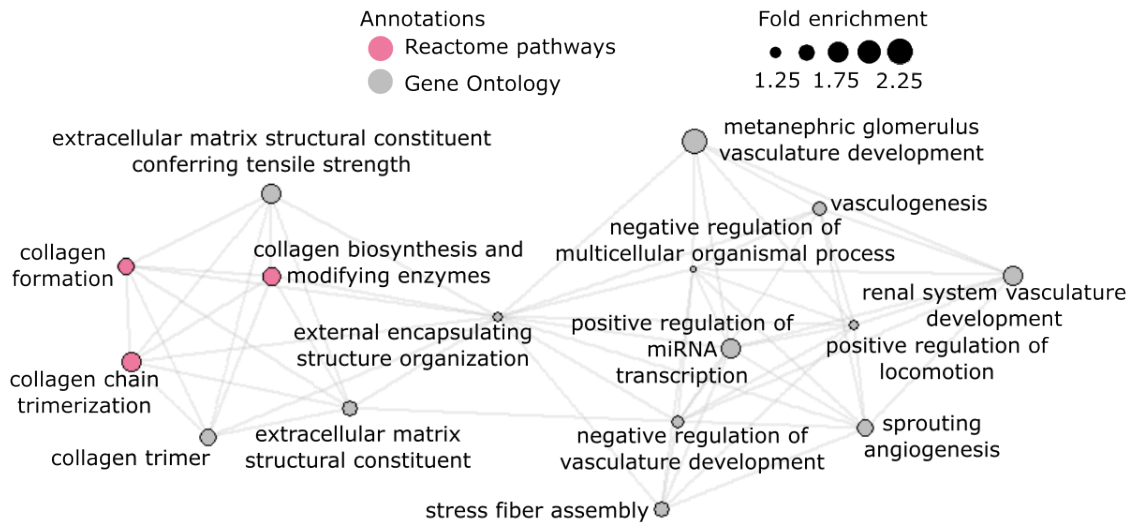 Annotations
Reactome pathways
Gene Ontology
Fold enrichment
1.25 1.75 2.25
extracellular matrix structural constituent
conferring tensile strength
metanephric glomerulus
vasculature development
vasculogenesis
negative regulation of
multicellular organismal process
collagen
formation
collagen biosynthesis and
modifying enzymes
renal system vasculature
development
external encapsulating
structure organization
positive regulation of
miRNA
transcription
positive regulation of
locomotion
collagen chain
trimerization
collagen trimer
extracellular matrix
structural constituent
negative regulation of
vasculature development
sprouting
angiogenesis
stress fiber assembly